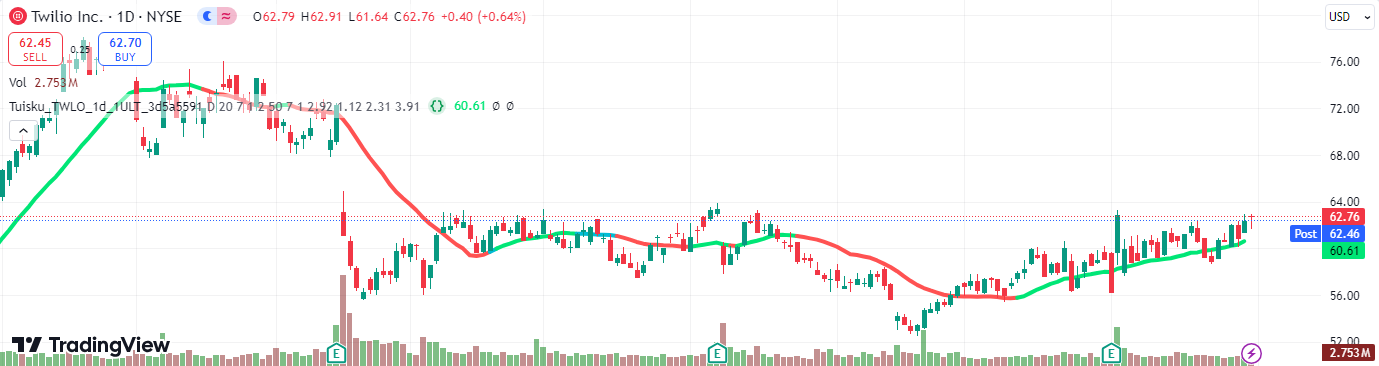 Twilio Inc. · 1D · NYSE O62.79 H62.91 L61.64 C62.76 +0.40 (+0.64%)
USD
62.45 SELL 0.25 62.70 BUY
Vol 2.753M
Tuisku_TWLO_1d_1ULT_3d5a5591 D 20 7 1 2 50 7 1 2 2.92 1.12 2.31 3.91 {} 60.61 Ø Ø
76.00
72.00
68.00
64.00
62.76
Post 62.46
60.61
56.00
52.00
TradingView
E E E
2.753M